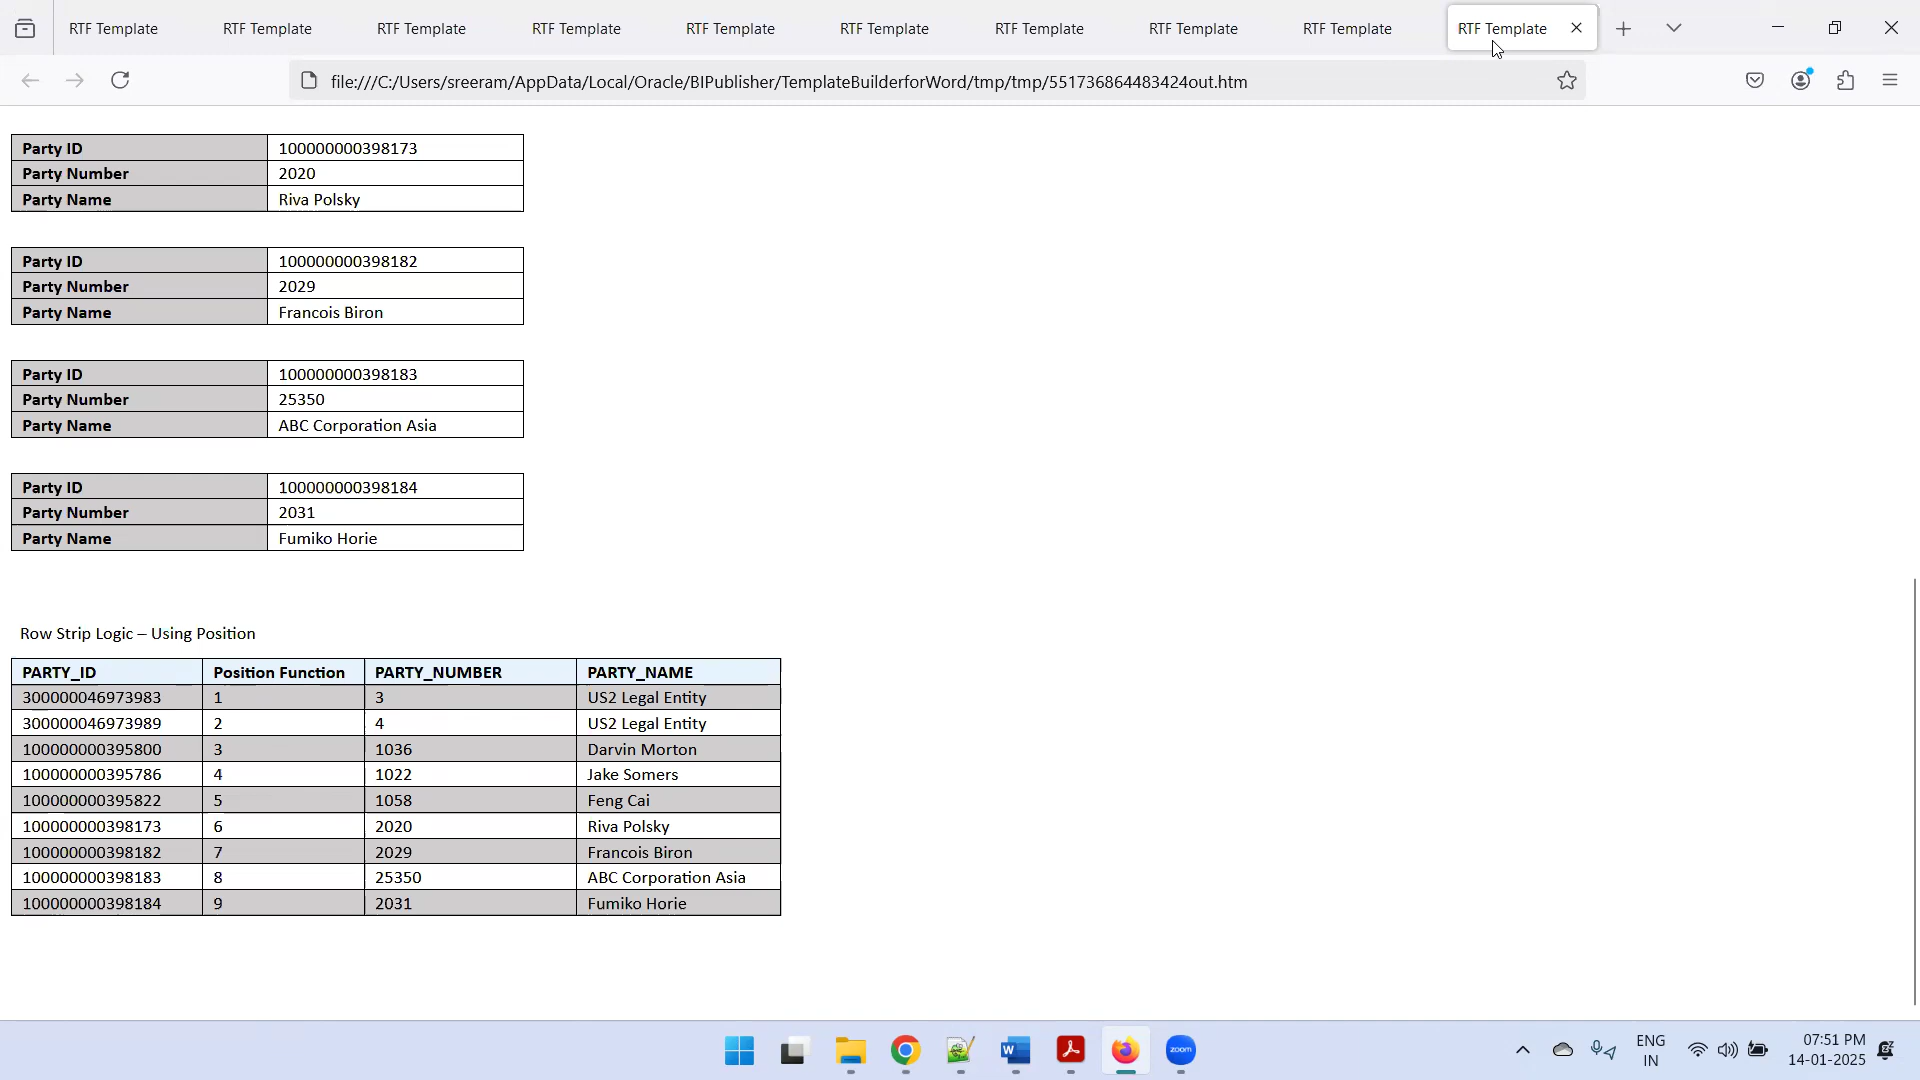 RTF Template RTF Template RTF Template RTF Template RTF Template RTF Template RTF Template RTF Template RTF Template RTF Template
file:///C:/Users/sreeram/AppData/Local/Oracle/BIPublisher/TemplateBuilderforWord/tmp/tmp/551736864483424out.htm
Party ID 100000000398173
Party Number 2020
Party Name Riva Polsky
Party ID 100000000398182
Party Number 2029
Party Name Francois Biron
Party ID 100000000398183
Party Number 25350
Party Name ABC Corporation Asia
Party ID 100000000398184
Party Number 2031
Party Name Fumiko Horie
Row Strip Logic – Using Position
PARTY_ID Position Function PARTY_NUMBER PARTY_NAME
300000046973983 1 3 US2 Legal Entity
300000046973989 2 4 US2 Legal Entity
100000000395800 3 1036 Darvin Morton
100000000395786 4 1022 Jake Somers
100000000395822 5 1058 Feng Cai
100000000398173 6 2020 Riva Polsky
100000000398182 7 2029 Francois Biron
100000000398183 8 25350 ABC Corporation Asia
100000000398184 9 2031 Fumiko Horie
zoom
ENG 07:51 PM
IN 14-01-2025